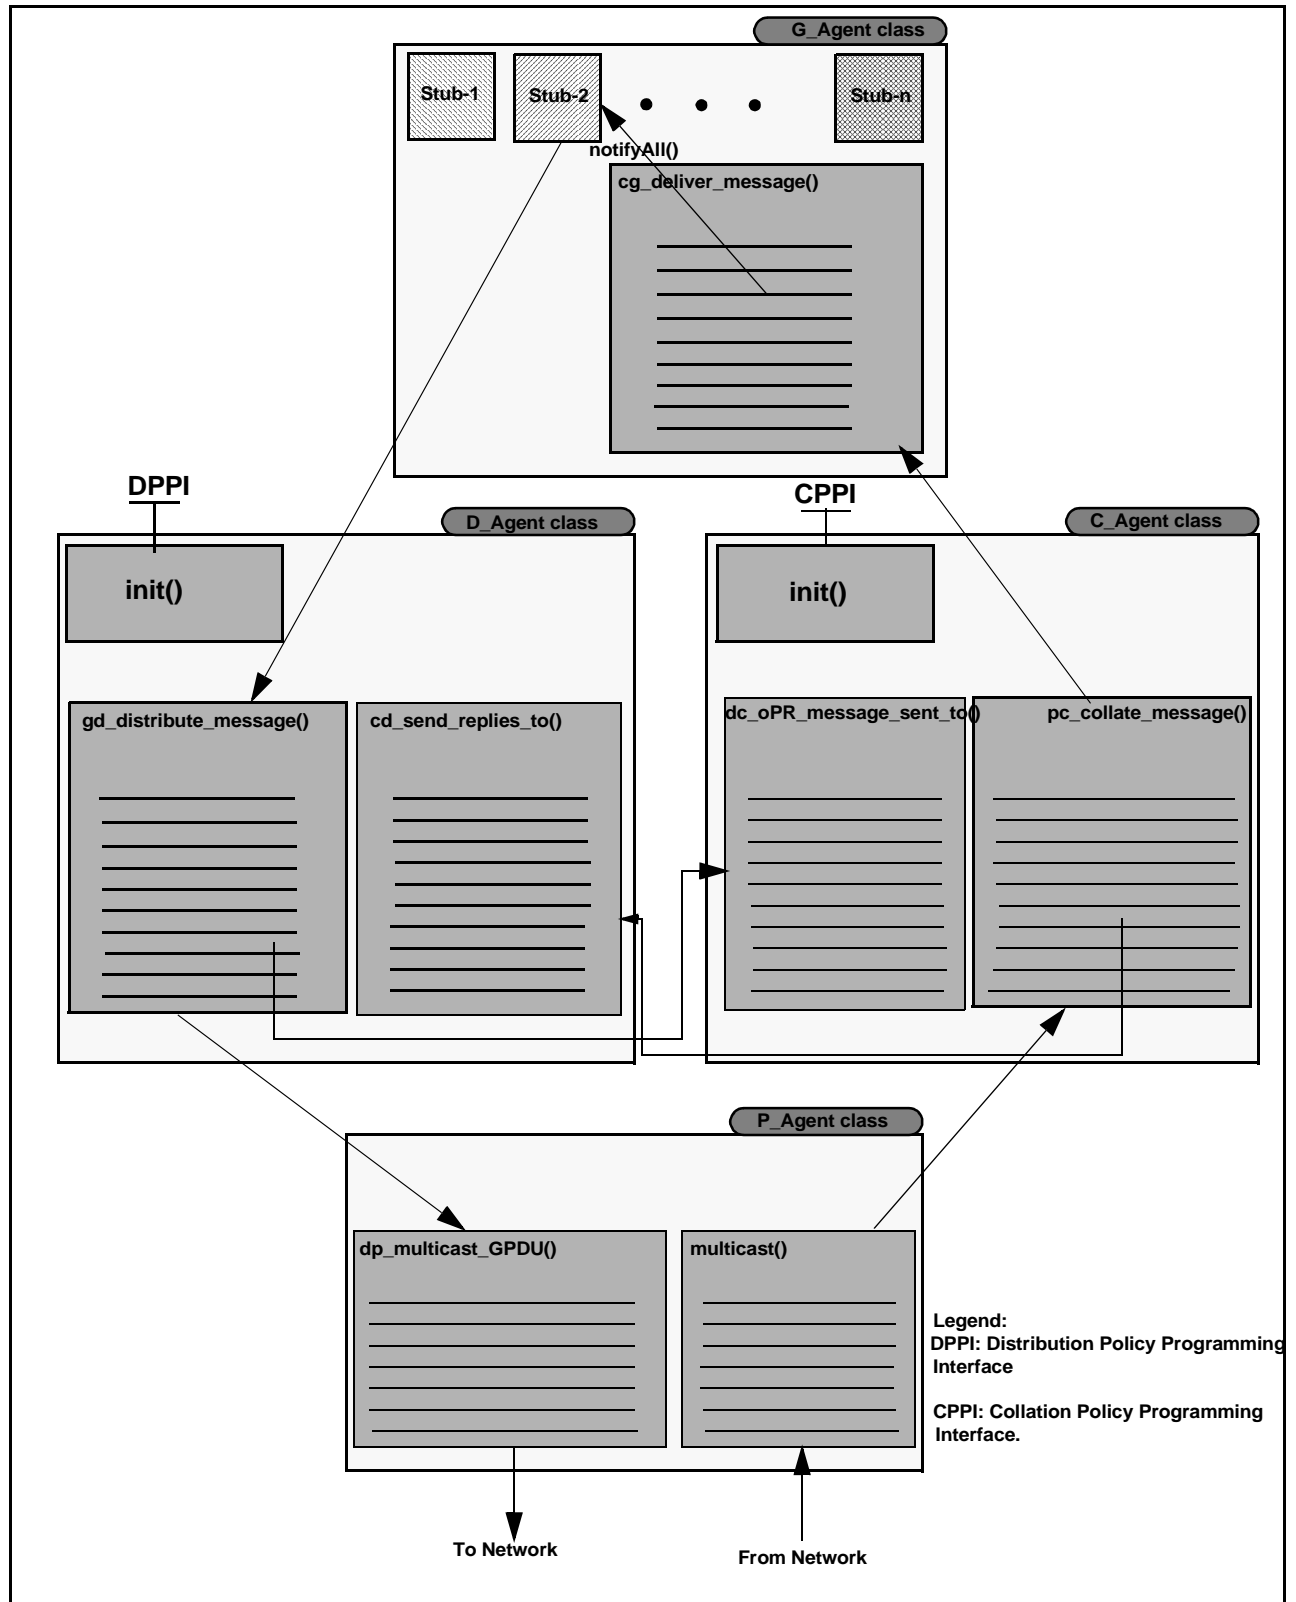 G_Agent class
Stub-1
Stub-2
Stub-n
notifyAll()
cg_deliver_message()
DPPI
CPPI
D_Agent class
C_Agent class
init()
init()
gd_distribute_message()
cd_send_replies_to()
dc_oPR_message_sent_to()
pc_collate_message()
P_Agent class
dp_multicast_GPDU()
multicast()
Legend:
DPPI: Distribution Policy Programming
Interface
CPPI: Collation Policy Programming
Interface.
To Network
From Network